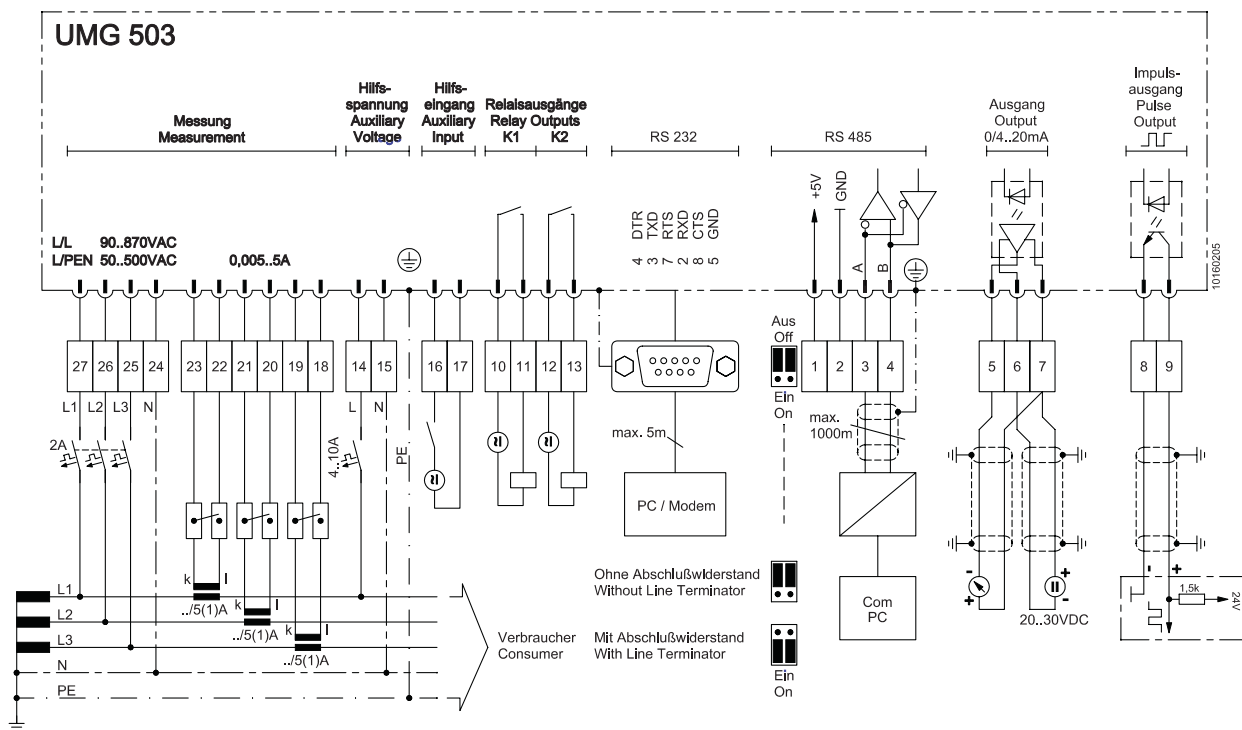 UMG 503
Messung
Measurement
Hilfs-
spannung
Auxiliary
Voltage
Hilfs-
eingang
Auxiliary
Input
Relaisausgänge
Relay Outputs
K1 K2
RS 232
RS 485
Ausgang
Output
0/4..20mA
Impuls-
ausgang
Pulse
Output
L/L 90..870VAC
L/PEN 50..500VAC
0,005..5A
4 DTR
3 TXD
7 RTS
2 RXD
8 CTS
5 GND
+5V
GND
A
B
10160205
27 26 25 24 23 22 21 20 19 18 14 15 16 17 10 11 12 13
Aus
Off
1 2 3 4
5 6 7
8 9
Ein
On
L1 L2 L3 N
L N
2A
4..10A
PE
max. 5m
max.
1000m
PC / Modem
k l
../5(1)A
k l
../5(1)A
k l
../5(1)A
L1
L2
L3
N
PE
Verbraucher
Consumer
Ohne Abschlußwiderstand
Without Line Terminator
Mit Abschlußwiderstand
With Line Terminator
Ein
On
Com
PC
-
+
+
-
20..30VDC
- +
1,5k
24V